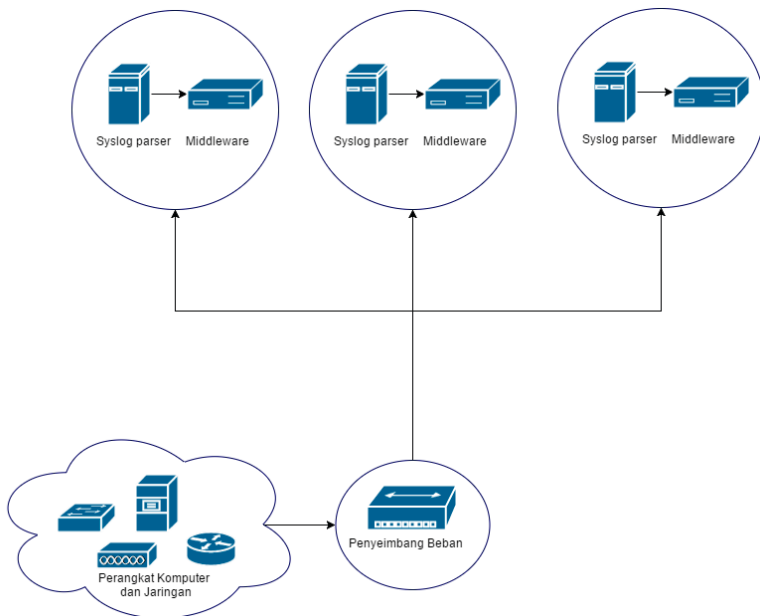 Syslog parser Middleware
Syslog parser Middleware
Syslog parser Middleware
Penyeimbang Beban
Perangkat Komputer
dan Jaringan